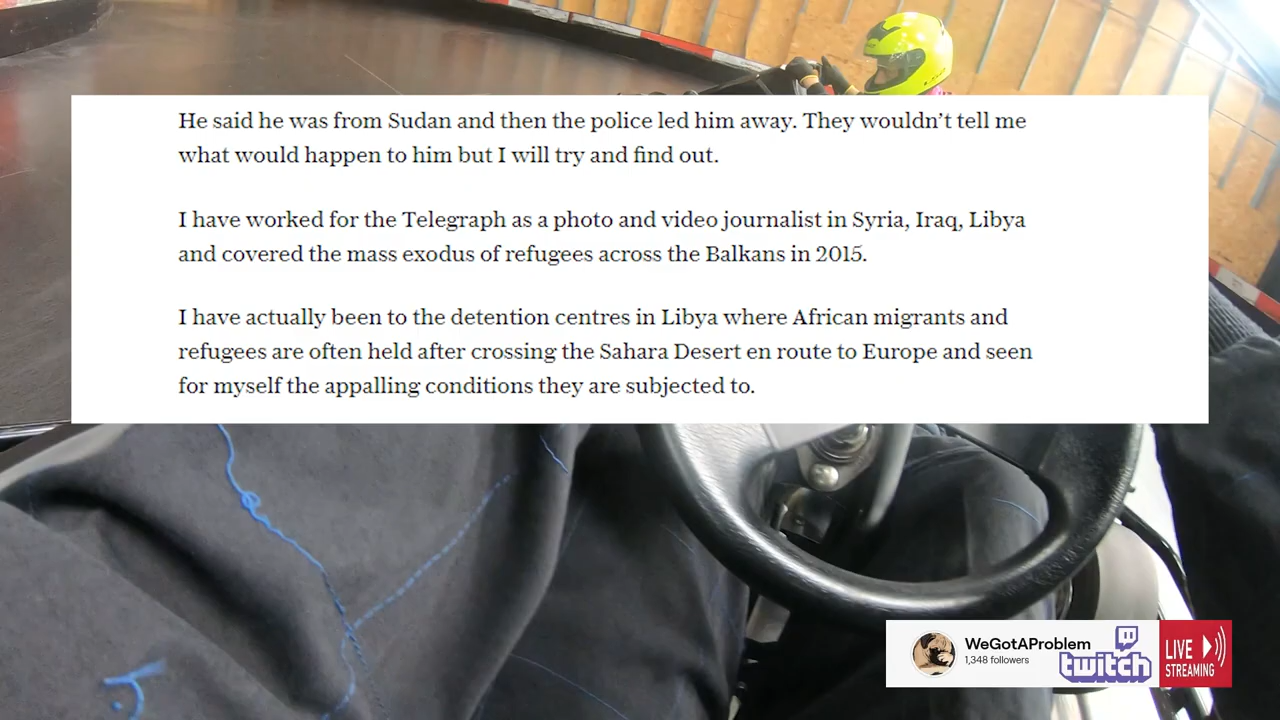 He said he was from Sudan and then the police led him away. They wouldn’t tell me
what would happen to him but I will try and find out.
I have worked for the Telegraph as a photo and video journalist in Syria, Iraq, Libya
and covered the mass exodus of refugees across the Balkans in 2015.
I have actually been to the detention centres in Libya where African migrants and
refugees are often held after crossing the Sahara Desert en route to Europe and seen
for myself the appalling conditions they are subjected to.
WeGotAProblem
1,348 followers
twitch
LIVE
STREAMING